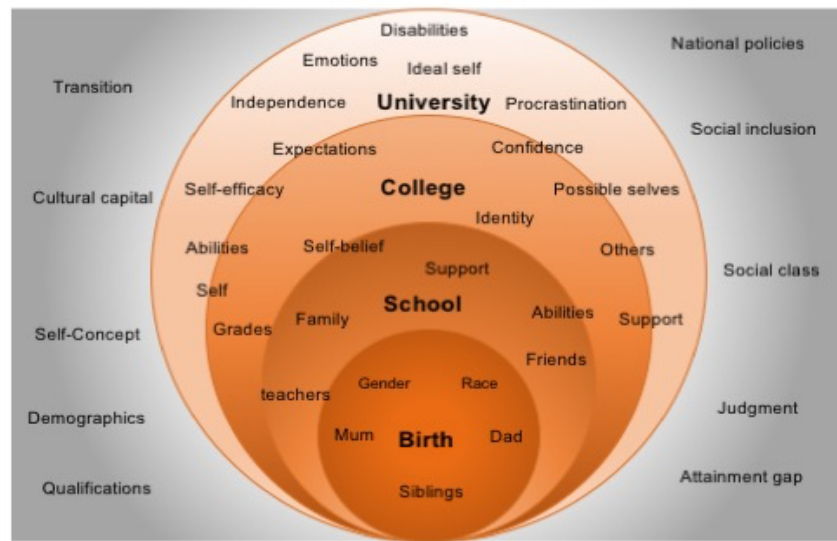 Disabilities
National policies
Emotions
Ideal self
Transition
Independence
University
Procrastination
Social inclusion
Expectations
Confidence
Cultural capital
Self-efficacy
College
Possible selves
Identity
Abilities
Self-belief
Others
Support
Social class
Self
School
Family
Abilities
Support
Grades
Self-Concept
Friends
teachers
Gender
Race
Demographics
Judgment
Mum
Birth
Dad
Attainment gap
Qualifications
Siblings